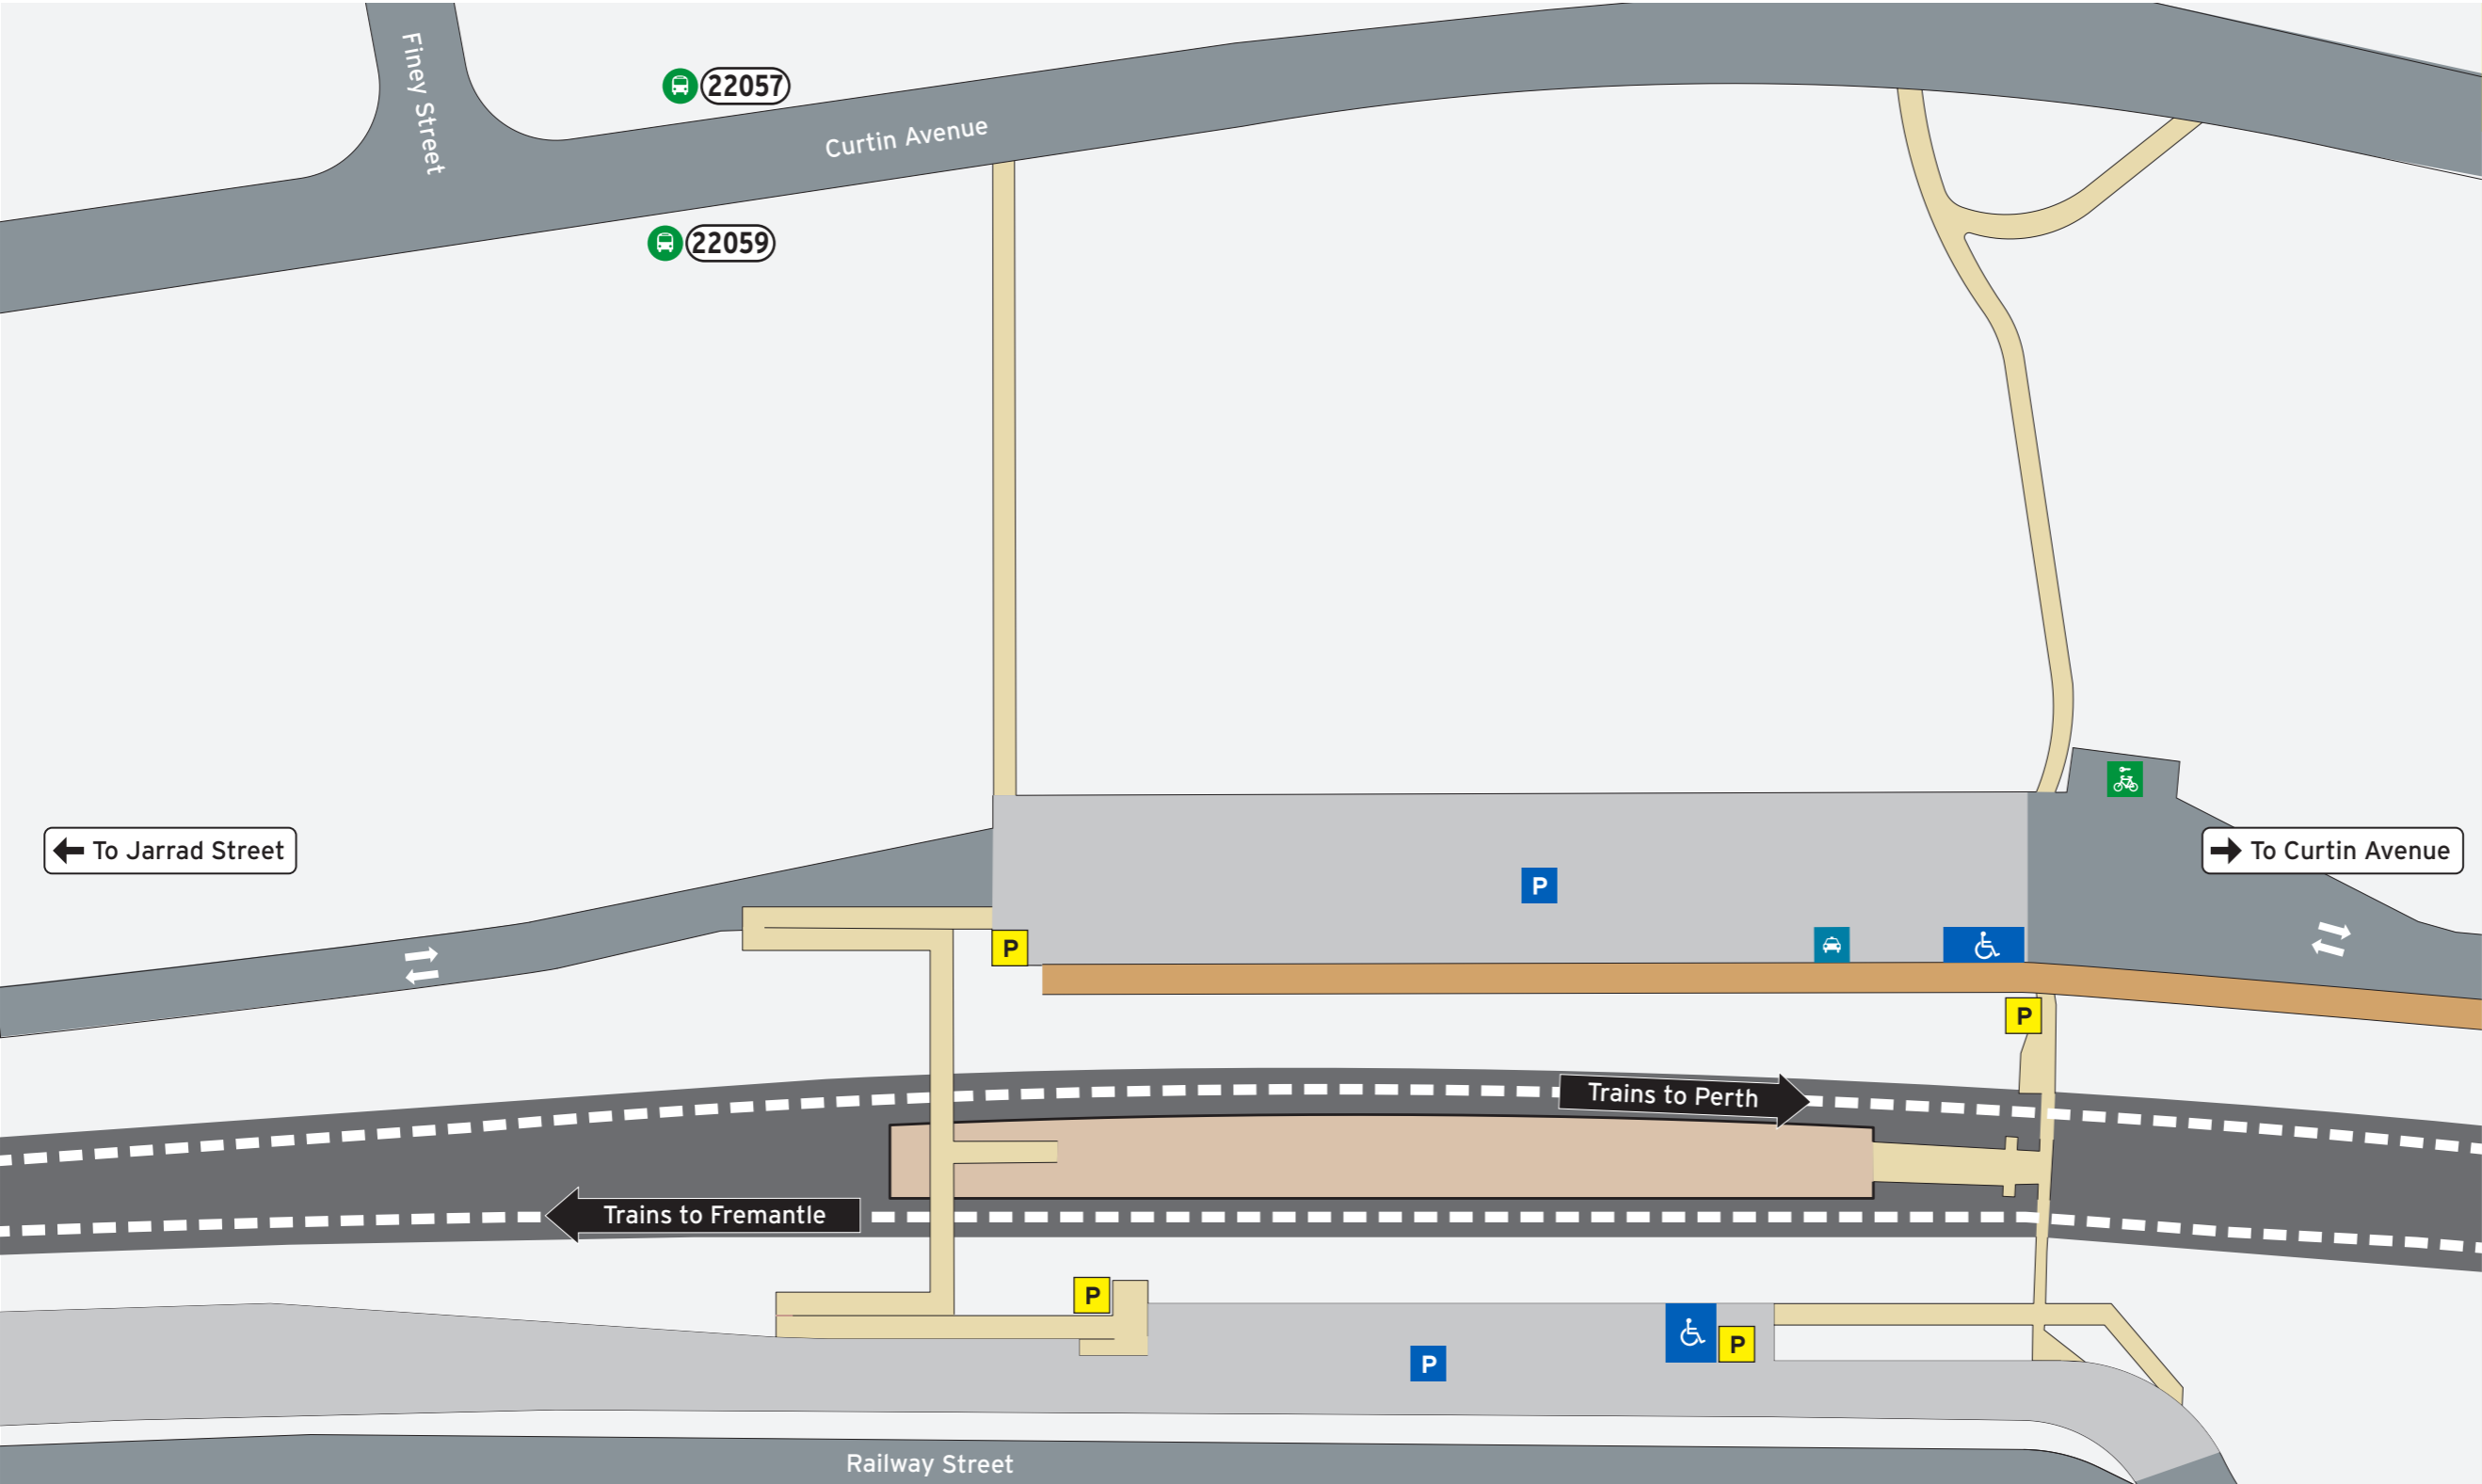 Finey Street
22057
Curtin Avenue
22059
To Jarrad Street
To Curtin Avenue
P
P
P
Trains to Perth
Trains to Fremantle
P
P
P
Railway Street